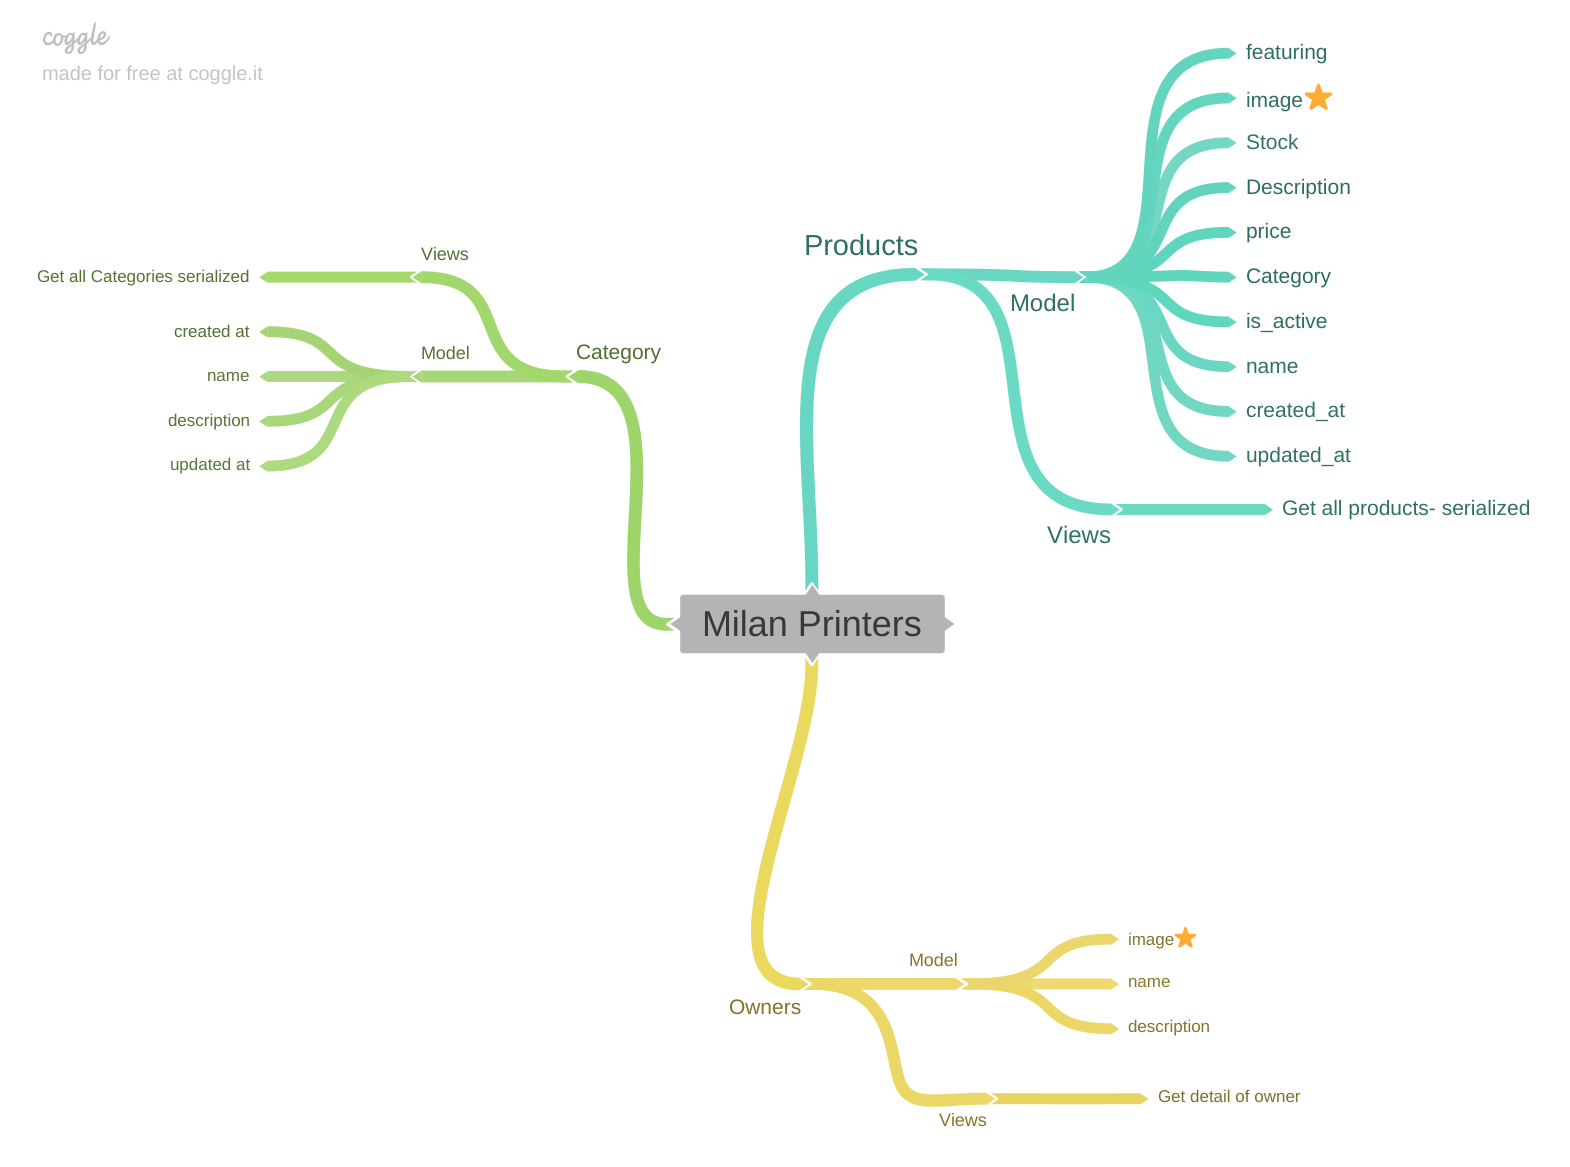 coggle
made for free at coggle.it
featuring
image
Stock
Description
price
Category
is_active
name
created_at
updated_at
Products
Model
Views
Get all products- serialized
Views
Get all Categories serialized
created at
name
description
updated at
Model
Category
Milan Printers
Owners
Model
image
name
description
Views
Get detail of owner